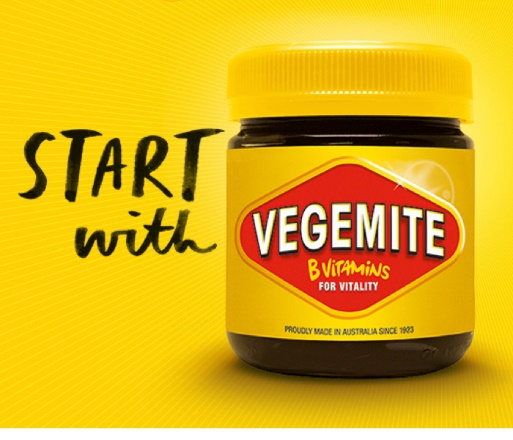 START
with
VEGEMITE
B VITAMINS
FOR VITALITY
PROUDLY MADE IN AUSTRALIA SINCE 1923